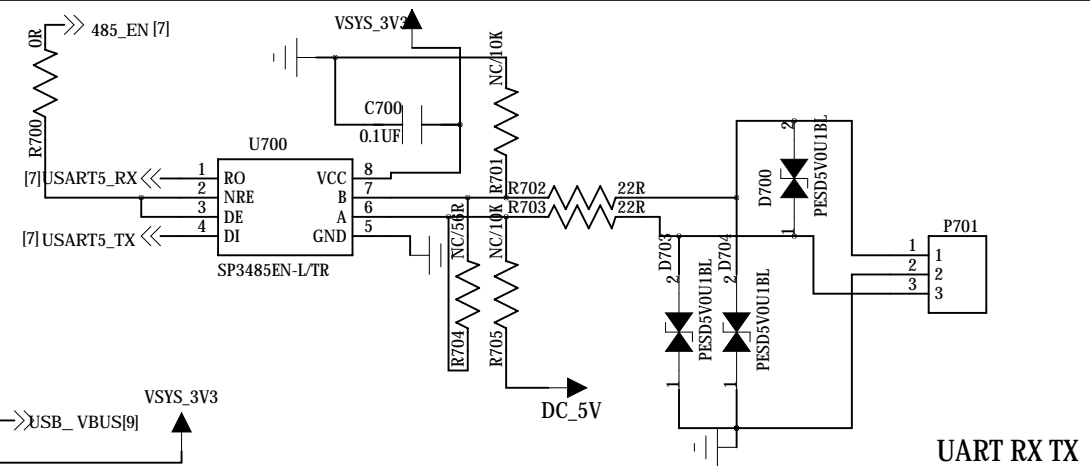 485_EN [7]
0R
R700
VSYS_3V3
NC/10K
R701
C700
0.1UF
U700
[7]USART5_RX
1 RO
2 NRE
3 DE
4 DI
[7] USART5_TX
VCC 8
B 7
A 6
GND 5
SP3485EN-L/TR
NC/56R
R704
NC/10K
R705
R702 22R
R703 22R
DC_5V
D700
PESD5V0U1BL
2
1
D703
2
PESD5V0U1BL
1
D704
2
PESD5V0U1BL
1
P701
1 1
2 2
3 3
USB_ VBUS[9]
VSYS_3V3
UART RX TX